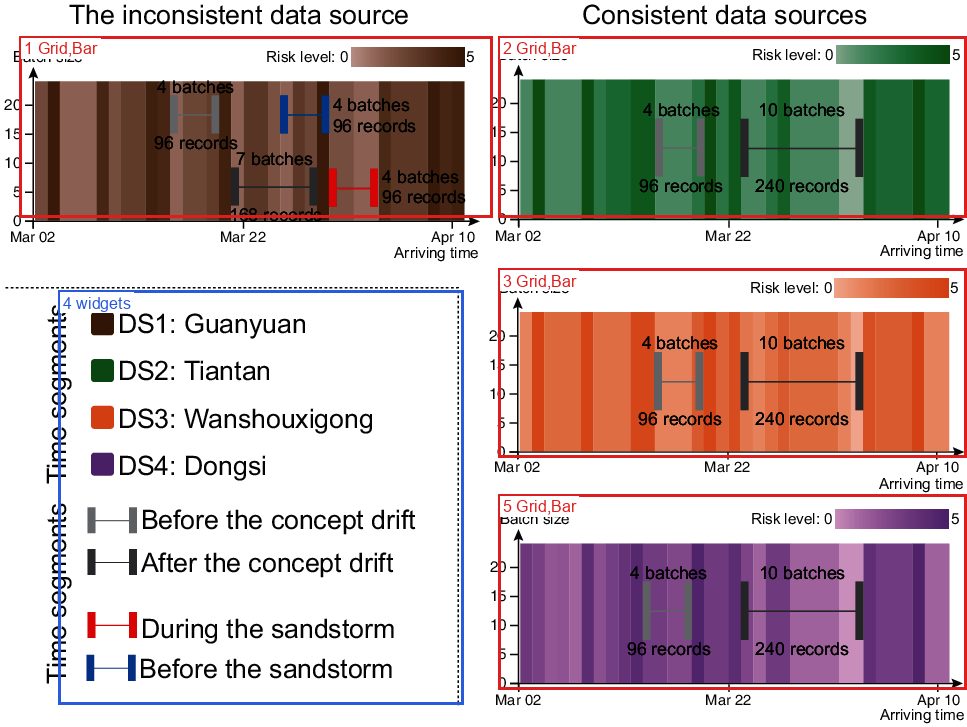 The inconsistent data source
Consistent data sources
1 Grid,Bar
Batch size
Risk level: 0
5
4 batches
96 records
4 batches
96 records
7 batches
168 records
4 batches
96 records
20
15
10
5
0
Mar 02
Mar 22
Apr 10
Arriving time
2 Grid,Bar
Batch size
Risk level: 0
5
4 batches
96 records
10 batches
240 records
20
15
10
5
0
Mar 02
Mar 22
Apr 10
Arriving time
3 Grid,Bar
Batch size
Risk level: 0
5
4 batches
96 records
10 batches
240 records
20
15
10
5
0
Mar 02
Mar 22
Apr 10
Arriving time
4 widgets
Time segments
DS1: Guanyuan
DS2: Tiantan
DS3: Wanshouxigong
DS4: Dongsi
Time segments
Before the concept drift
After the concept drift
During the sandstorm
Before the sandstorm
5 Grid,Bar
Batch size
Risk level: 0
5
4 batches
96 records
10 batches
240 records
20
15
10
5
0
Mar 02
Mar 22
Apr 10
Arriving time